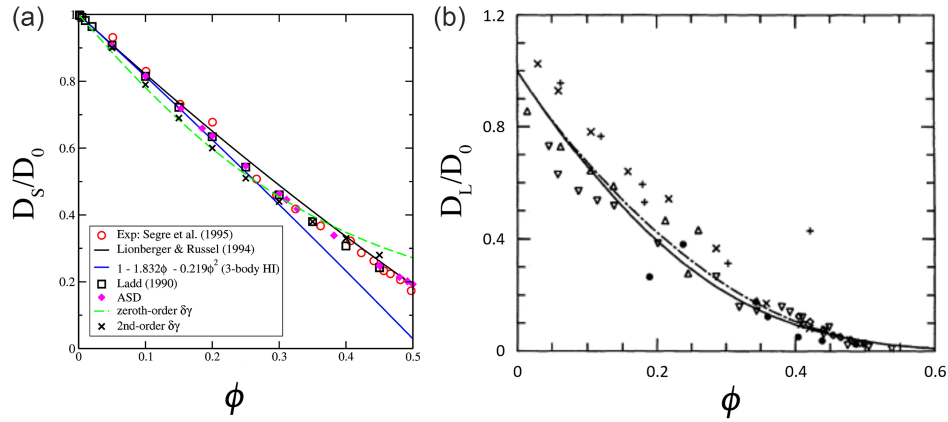 (a)
1
0.8
0.6
0.4
0.2
0
D_S/D_0
Exp: Segre et al. (1995)
Lionberger & Russel (1994)
1 - 1.832ϕ - 0.219ϕ² (3-body HI)
Ladd (1990)
ASD
zeroth-order δγ
2nd-order δγ
0 0.1 0.2 0.3 0.4 0.5
ϕ
(b)
1.2
0.8
0.4
0
D_L/D_0
0 0.2 0.4 0.6
ϕ